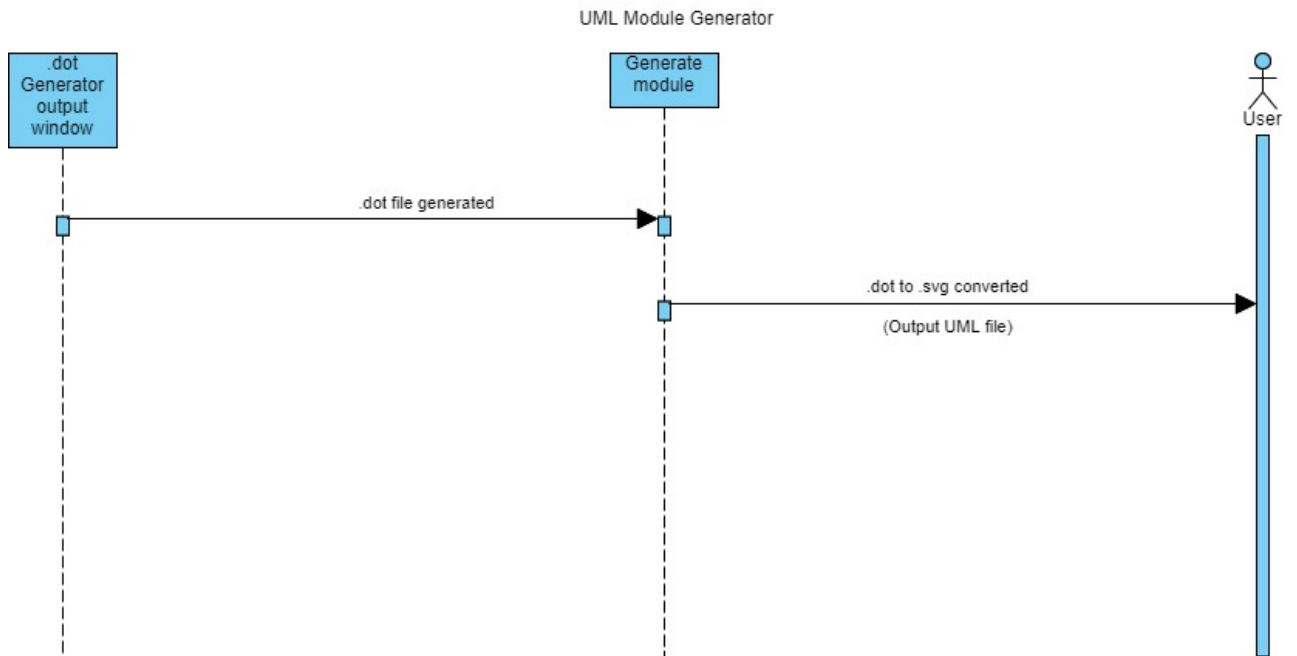 UML Module Generator
.dot
Generator
output
window
Generate
module
User
.dot file generated
.dot to .svg converted
(Output UML file)